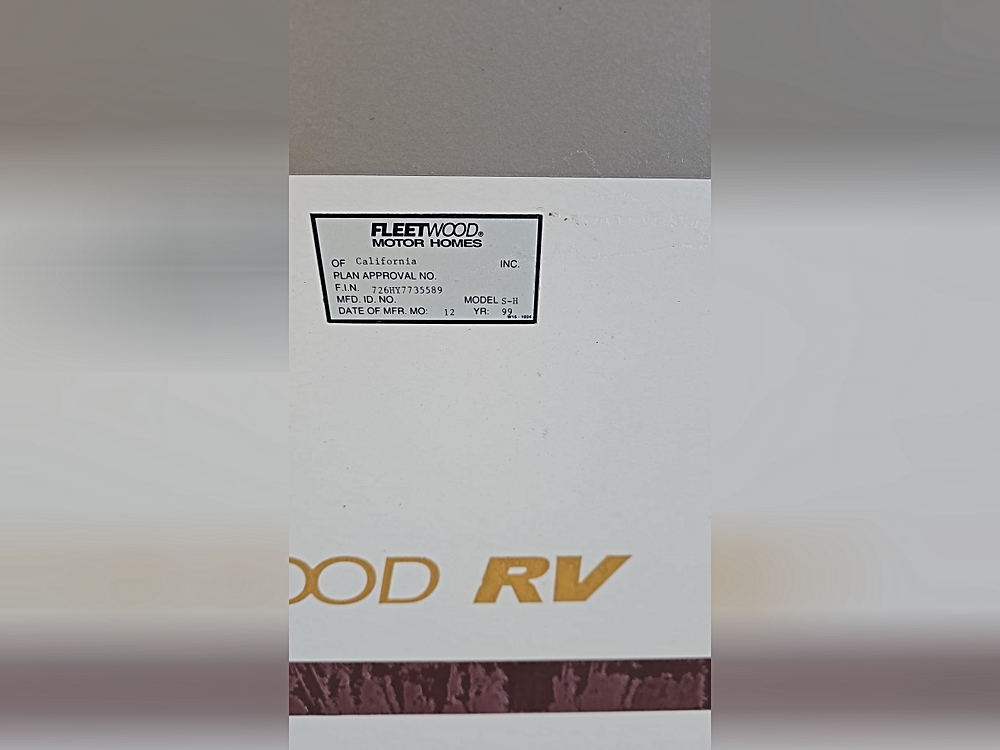 FLEETWOOD®
MOTOR HOMES
OF California INC.
PLAN APPROVAL NO.
F.I.N. 726HY7735589
MFD. ID. NO. MODEL S-H
DATE OF MFR. MO: 12 YR: 99
OOD RV